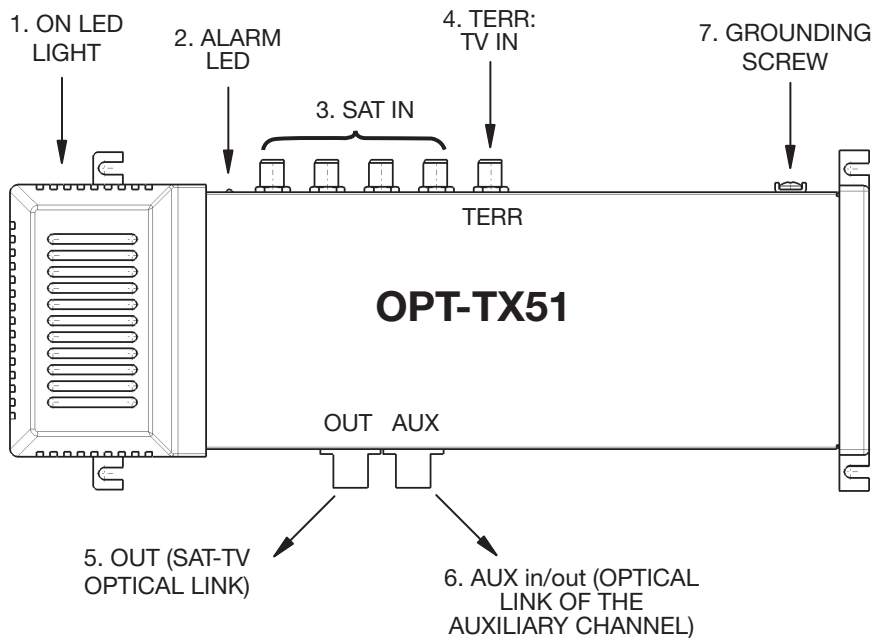 1. ON LED
LIGHT
2. ALARM
LED
3. SAT IN
4. TERR:
TV IN
7. GROUNDING
SCREW
TERR
OPT-TX51
OUT AUX
5. OUT (SAT-TV
OPTICAL LINK)
6. AUX in/out (OPTICAL
LINK OF THE
AUXILIARY CHANNEL)